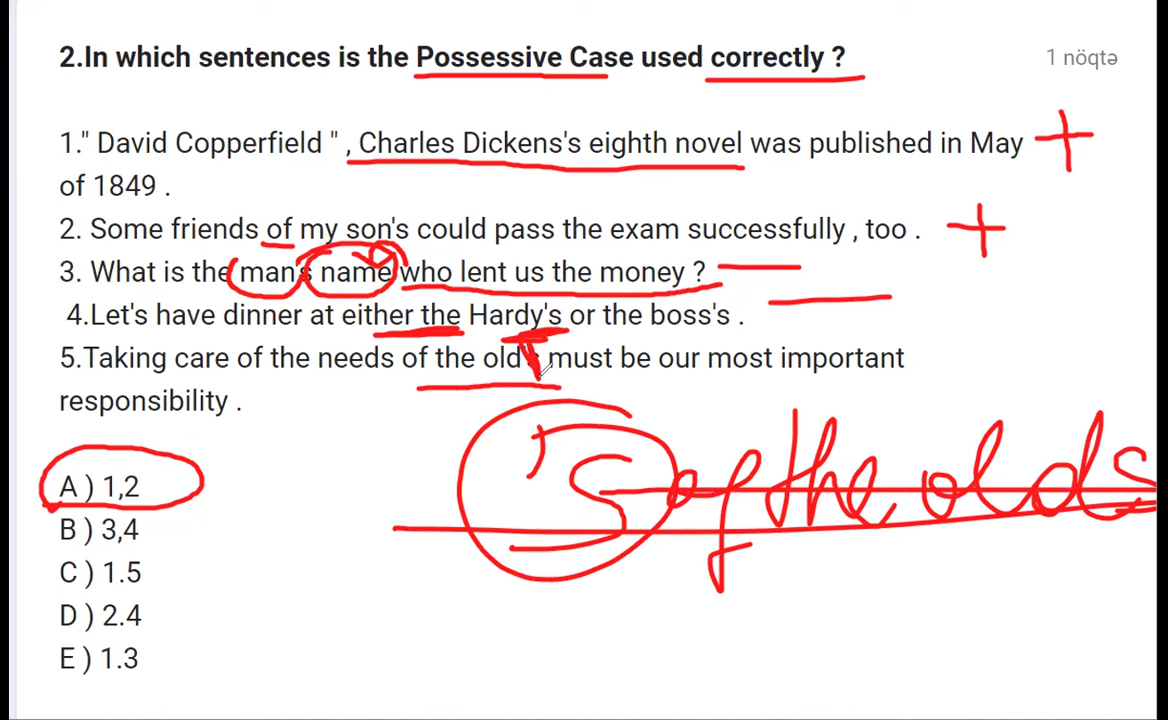 2.In which sentences is the Possessive Case used correctly ?
1 nöqtə
1." David Copperfield " , Charles Dickens's eighth novel was published in May +
of 1849 .
2. Some friends of my son's could pass the exam successfully , too . +
3. What is the man's name who lent us the money ? —
4.Let's have dinner at either the Hardy's or the boss's .
5.Taking care of the needs of the old's must be our most important
responsibility .
's of the olds
A ) 1,2
B ) 3,4
C ) 1.5
D ) 2.4
E ) 1.3